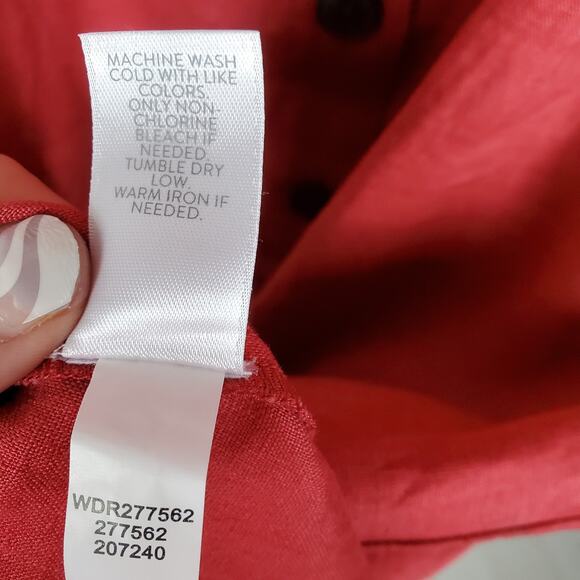 MACHINE WASH
COLD WITH LIKE
COLORS.
ONLY NON-
CHLORINE
BLEACH IF
NEEDED.
TUMBLE DRY
LOW.
WARM IRON IF
NEEDED.
WDR277562
277562
207240